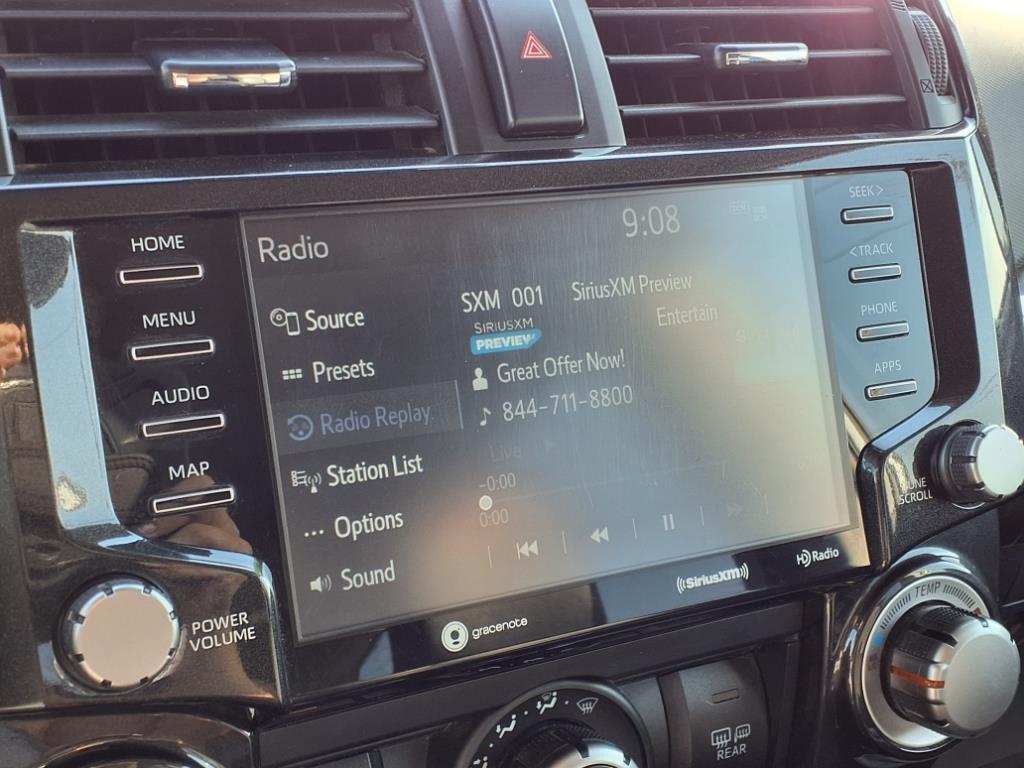 HOME
MENU
AUDIO
MAP
POWER
VOLUME
Radio
9:08
Source
Presets
Radio Replay
Station List
... Options
Sound
SXM 001
SiriusXM Preview
Entertain
SIRIUSXM
PREVIEW
Great Offer Now!
844-711-8800
Live
-0:00
0:00
gracenote
SiriusXM
HD Radio
SEEK >
< TRACK
PHONE
APPS
TUNE
SCROLL
TEMP
REAR